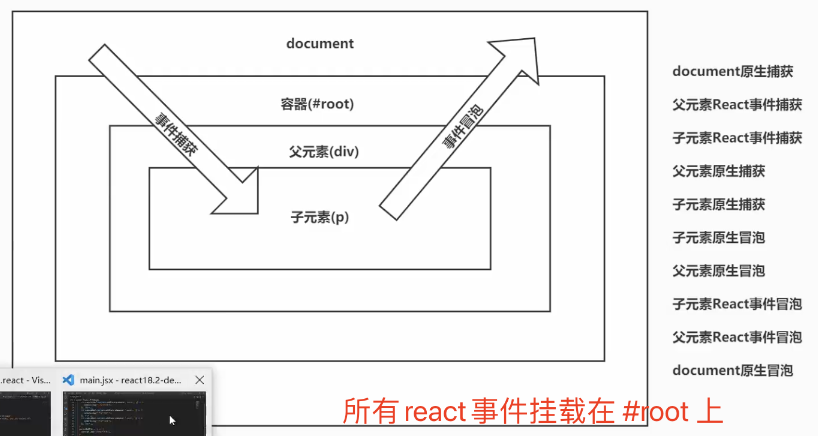 document
容器(#root)
父元素(div)
子元素(p)
事件捕获
事件冒泡
document原生捕获
父元素React事件捕获
子元素React事件捕获
父元素原生捕获
子元素原生捕获
子元素原生冒泡
父元素原生冒泡
子元素React事件冒泡
父元素React事件冒泡
document原生冒泡
.react - Vis...
main.jsx - react18.2-de...
所有react事件挂载在 #root 上